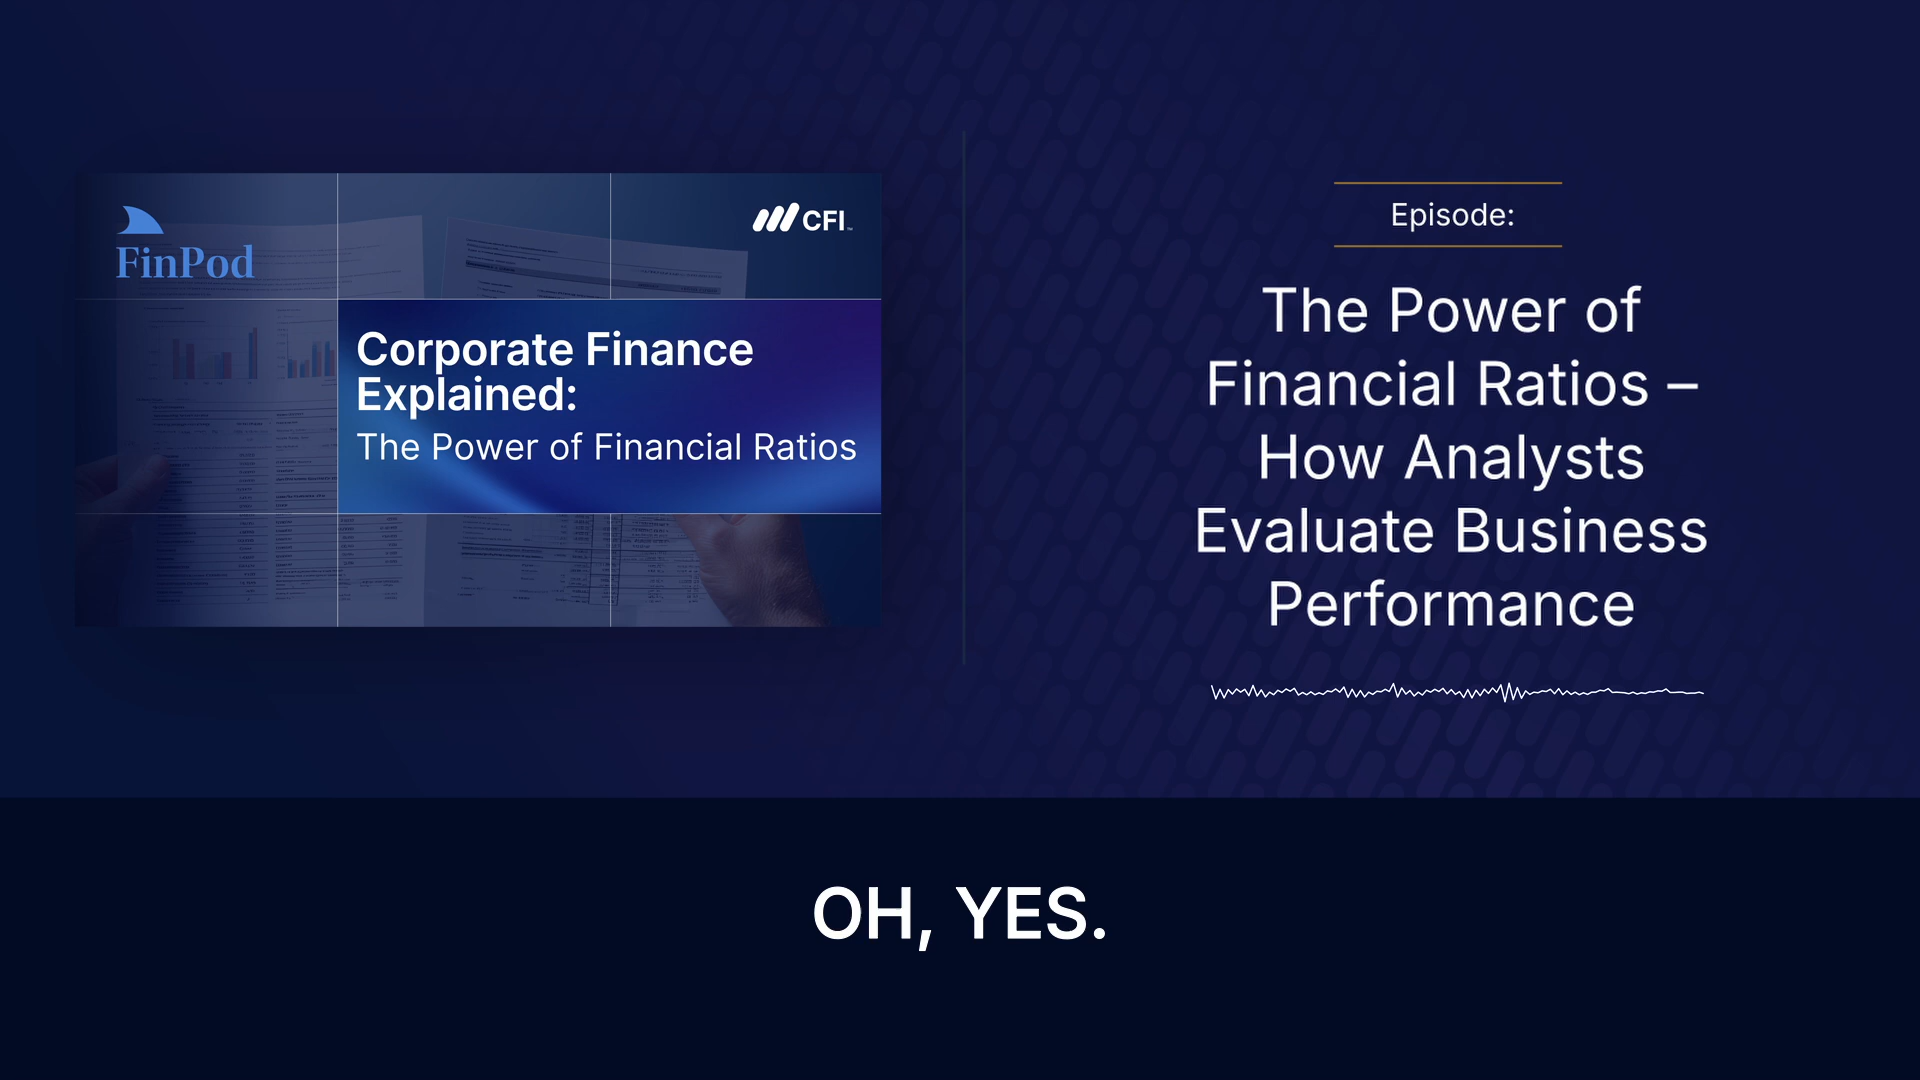 FinPod
CFI
Corporate Finance
Explained:
The Power of Financial Ratios
Episode:
The Power of
Financial Ratios –
How Analysts
Evaluate Business
Performance
OH, YES.